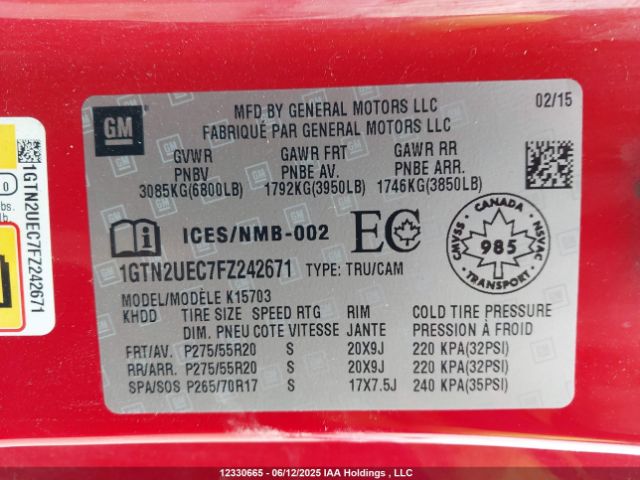 GM
MFD BY GENERAL MOTORS LLC
FABRIQUÉ PAR GENERAL MOTORS LLC
02/15
GVWR GAWR FRT GAWR RR
PNBV PNBE AV. PNBE ARR.
3085KG(6800LB) 1792KG(3950LB) 1746KG(3850LB)
ICES/NMB-002 EC
CANADA
CMVSS 985 NSVAC
1GTN2UEC7FZ242671 TYPE: TRU/CAM
MODEL/MODÈLE K15703
KHDD TIRE SIZE SPEED RTG RIM COLD TIRE PRESSURE
DIM. PNEU COTE VITESSE JANTE PRESSION À FROID
FRT/AV. P275/55R20 S 20X9J 220 KPA(32PSI)
RR/ARR. P275/55R20 S 20X9J 220 KPA(32PSI)
SPA/SOS P265/70R17 S 17X7.5J 240 KPA(35PSI)
1GTN2UEC7FZ242671
0
lb.
12330665 - 06/12/2025 IAA Holdings , LLC